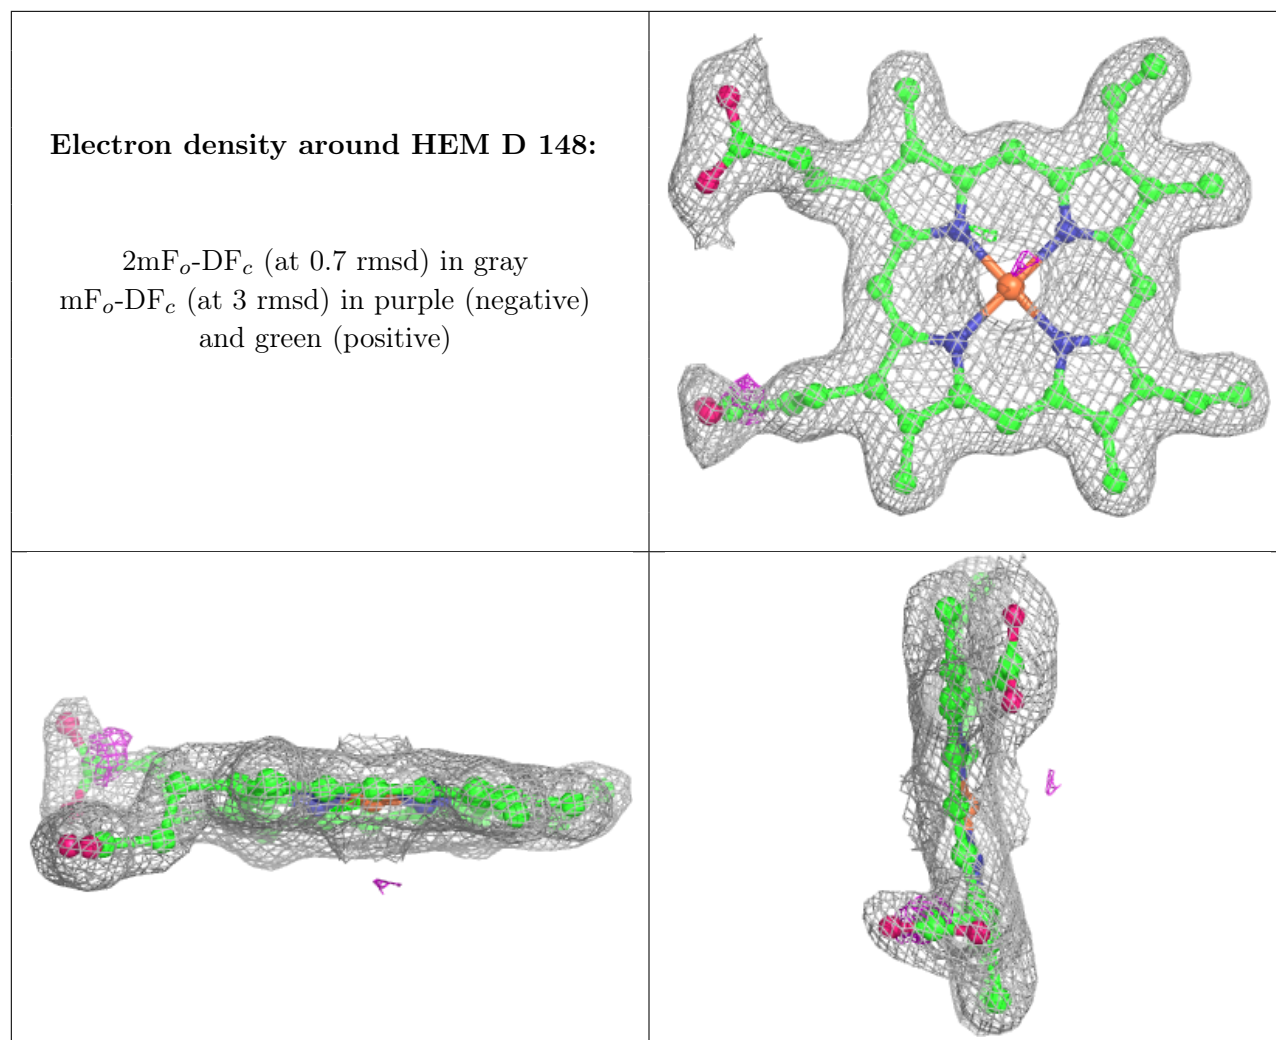 Electron density around HEM D 148:
2mFₒ-DF𝒸 (at 0.7 rmsd) in gray
mFₒ-DF𝒸 (at 3 rmsd) in purple (negative)
and green (positive)